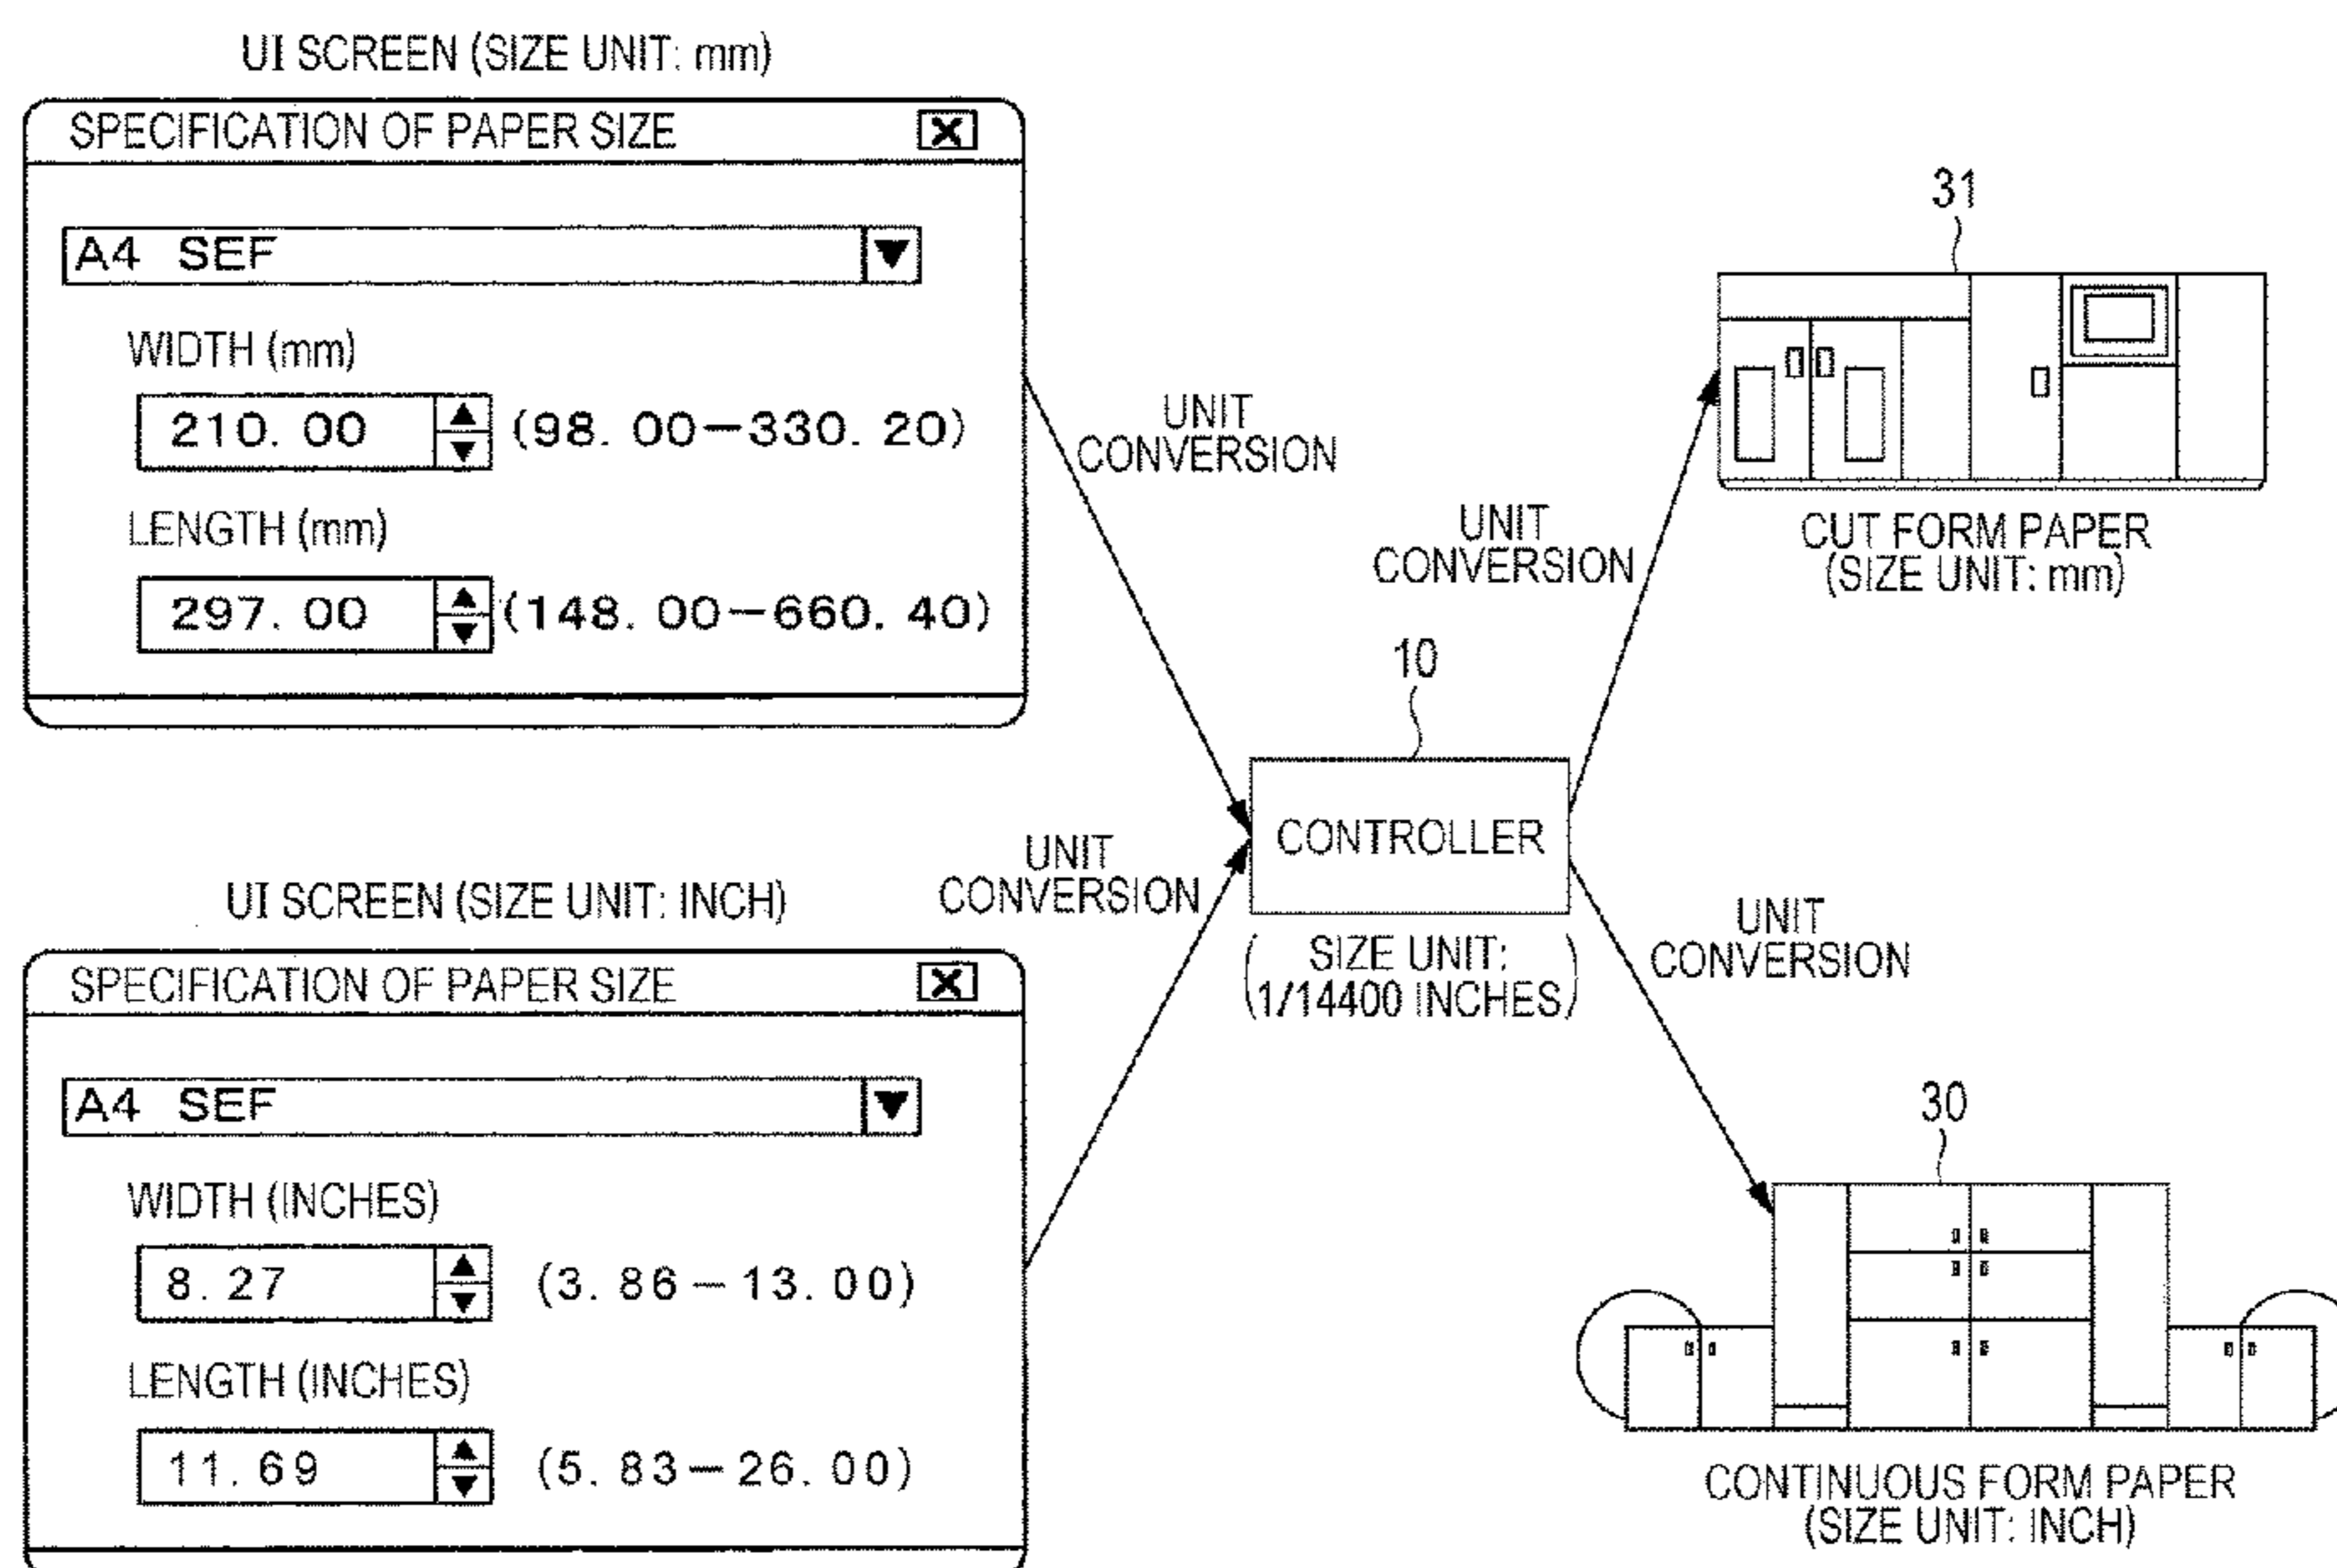 UI SCREEN (SIZE UNIT: mm)
SPECIFICATION OF PAPER SIZE
A4 SEF
WIDTH (mm)
210. 00 (98. 00-330. 20)
LENGTH (mm)
297. 00 (148. 00-660. 40)
UNIT
CONVERSION
31
UNIT
CONVERSION
CUT FORM PAPER
(SIZE UNIT: mm)
10
CONTROLLER
(SIZE UNIT:
1/14400 INCHES)
UNIT
CONVERSION
UI SCREEN (SIZE UNIT: INCH)
SPECIFICATION OF PAPER SIZE
A4 SEF
WIDTH (INCHES)
8.27 (3. 86-13. 00)
LENGTH (INCHES)
11. 69 (5. 83-26. 00)
UNIT
CONVERSION
30
CONTINUOUS FORM PAPER
(SIZE UNIT: INCH)